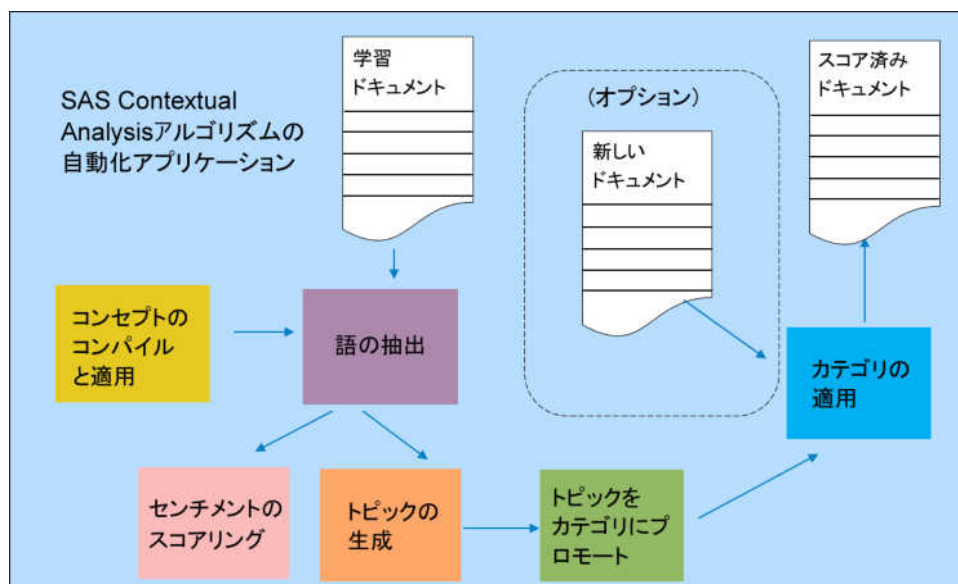 SAS Contextual
Analysisアルゴリズムの
自動化アプリケーション
学習
ドキュメント
(オプション)
新しい
ドキュメント
スコア済み
ドキュメント
コンセプトの
コンパイル
と適用
語の抽出
カテゴリの
適用
センチメントの
スコアリング
トピックの
生成
トピックを
カテゴリにプ
ロモート